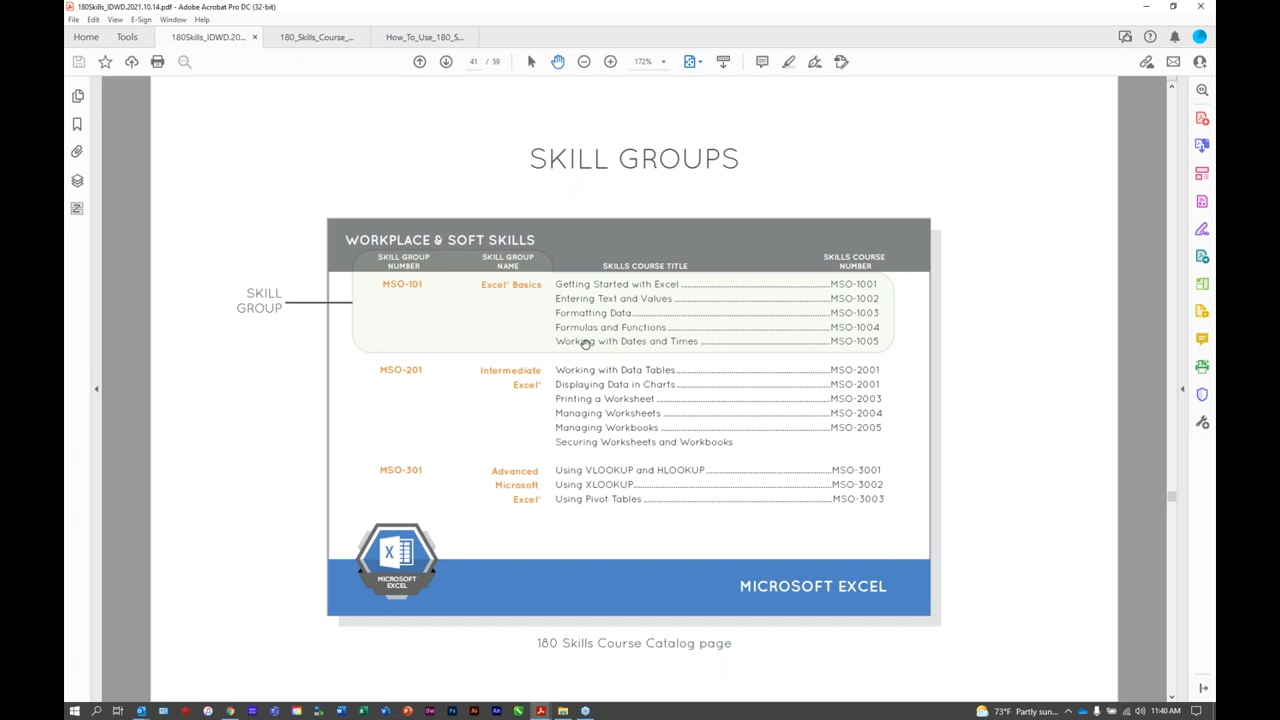 180Skills_IDWD.2021.10.14.pdf - Adobe Acrobat Pro DC (32-bit)
File Edit View E-Sign Window Help
Home Tools 180Skills_IDWD.20... × 180_Skills_Course_... How_To_Use_180_S...
41 / 59 172%
SKILL GROUPS
WORKPLACE & SOFT SKILLS
SKILL GROUP NUMBER SKILL GROUP NAME SKILLS COURSE TITLE SKILLS COURSE NUMBER
SKILL GROUP
MSO-101 Excel® Basics Getting Started with Excel MSO-1001
Entering Text and Values MSO-1002
Formatting Data MSO-1003
Formulas and Functions MSO-1004
Working with Dates and Times MSO-1005
MSO-201 Intermediate Working with Data Tables MSO-2001
Excel® Displaying Data in Charts MSO-2001
Printing a Worksheet MSO-2003
Managing Worksheets MSO-2004
Managing Workbooks MSO-2005
Securing Worksheets and Workbooks
MSO-301 Advanced Using VLOOKUP and HLOOKUP MSO-3001
Microsoft Using XLOOKUP MSO-3002
Excel® Using Pivot Tables MSO-3003
X
MICROSOFT EXCEL
MICROSOFT EXCEL
180 Skills Course Catalog page
73°F Partly sun... 11:40 AM